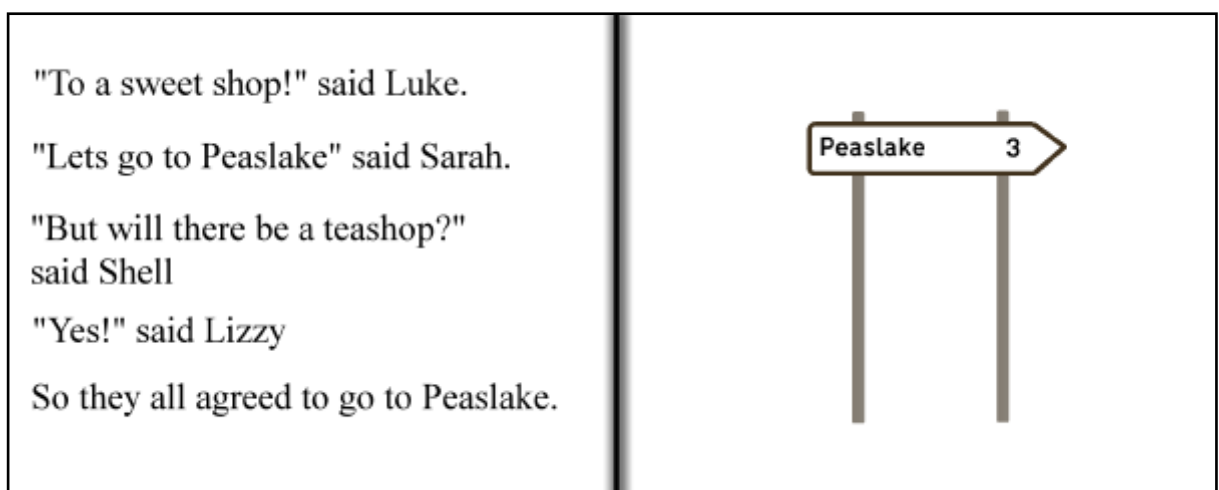 "To a sweet shop!" said Luke.
"Lets go to Peaslake" said Sarah.
"But will there be a teashop?"
said Shell
"Yes!" said Lizzy
So they all agreed to go to Peaslake.
Peaslake 3